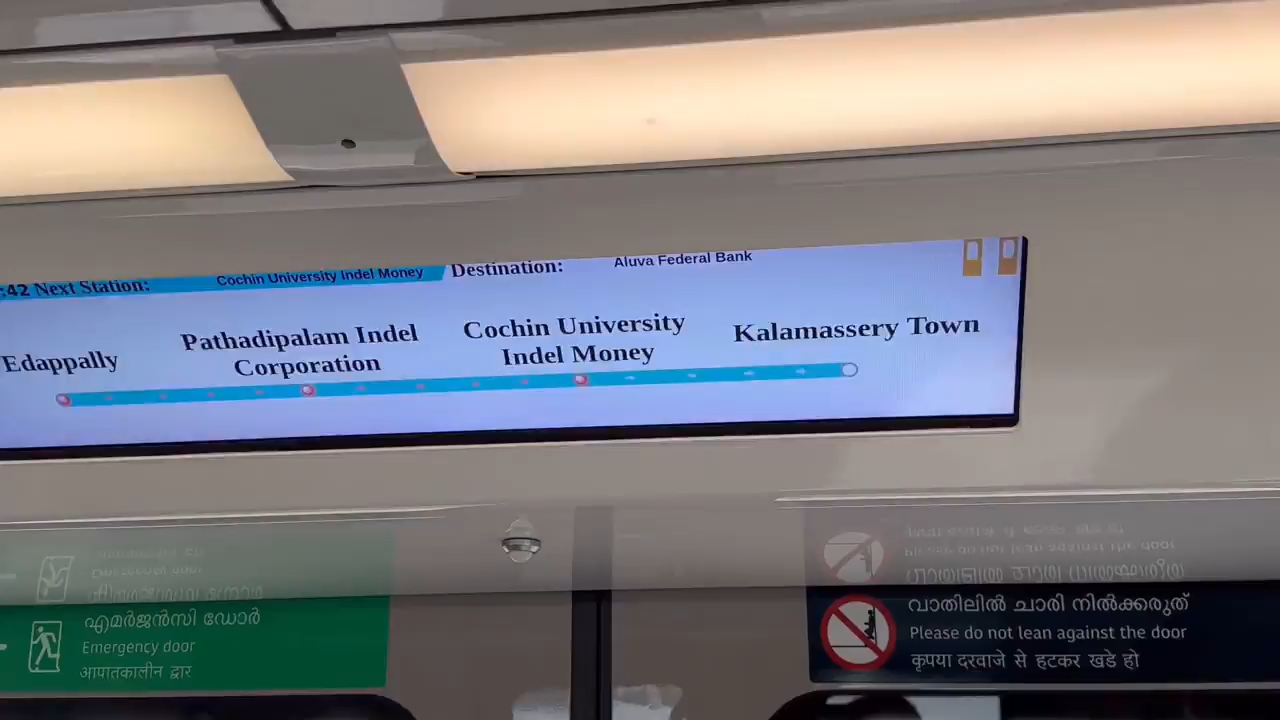 :42 Next Station:
Cochin University Indel Money
Destination:
Aluva Federal Bank
Edappally
Pathadipalam Indel
Corporation
Cochin University
Indel Money
Kalamassery Town
എമർജൻസി ഡോർ
Emergency door
आपातकालीन द्वार
വാതിലിൽ ചാരി നിൽക്കരുത്
Please do not lean against the door
कृपया दरवाजे से हटकर खडे हो